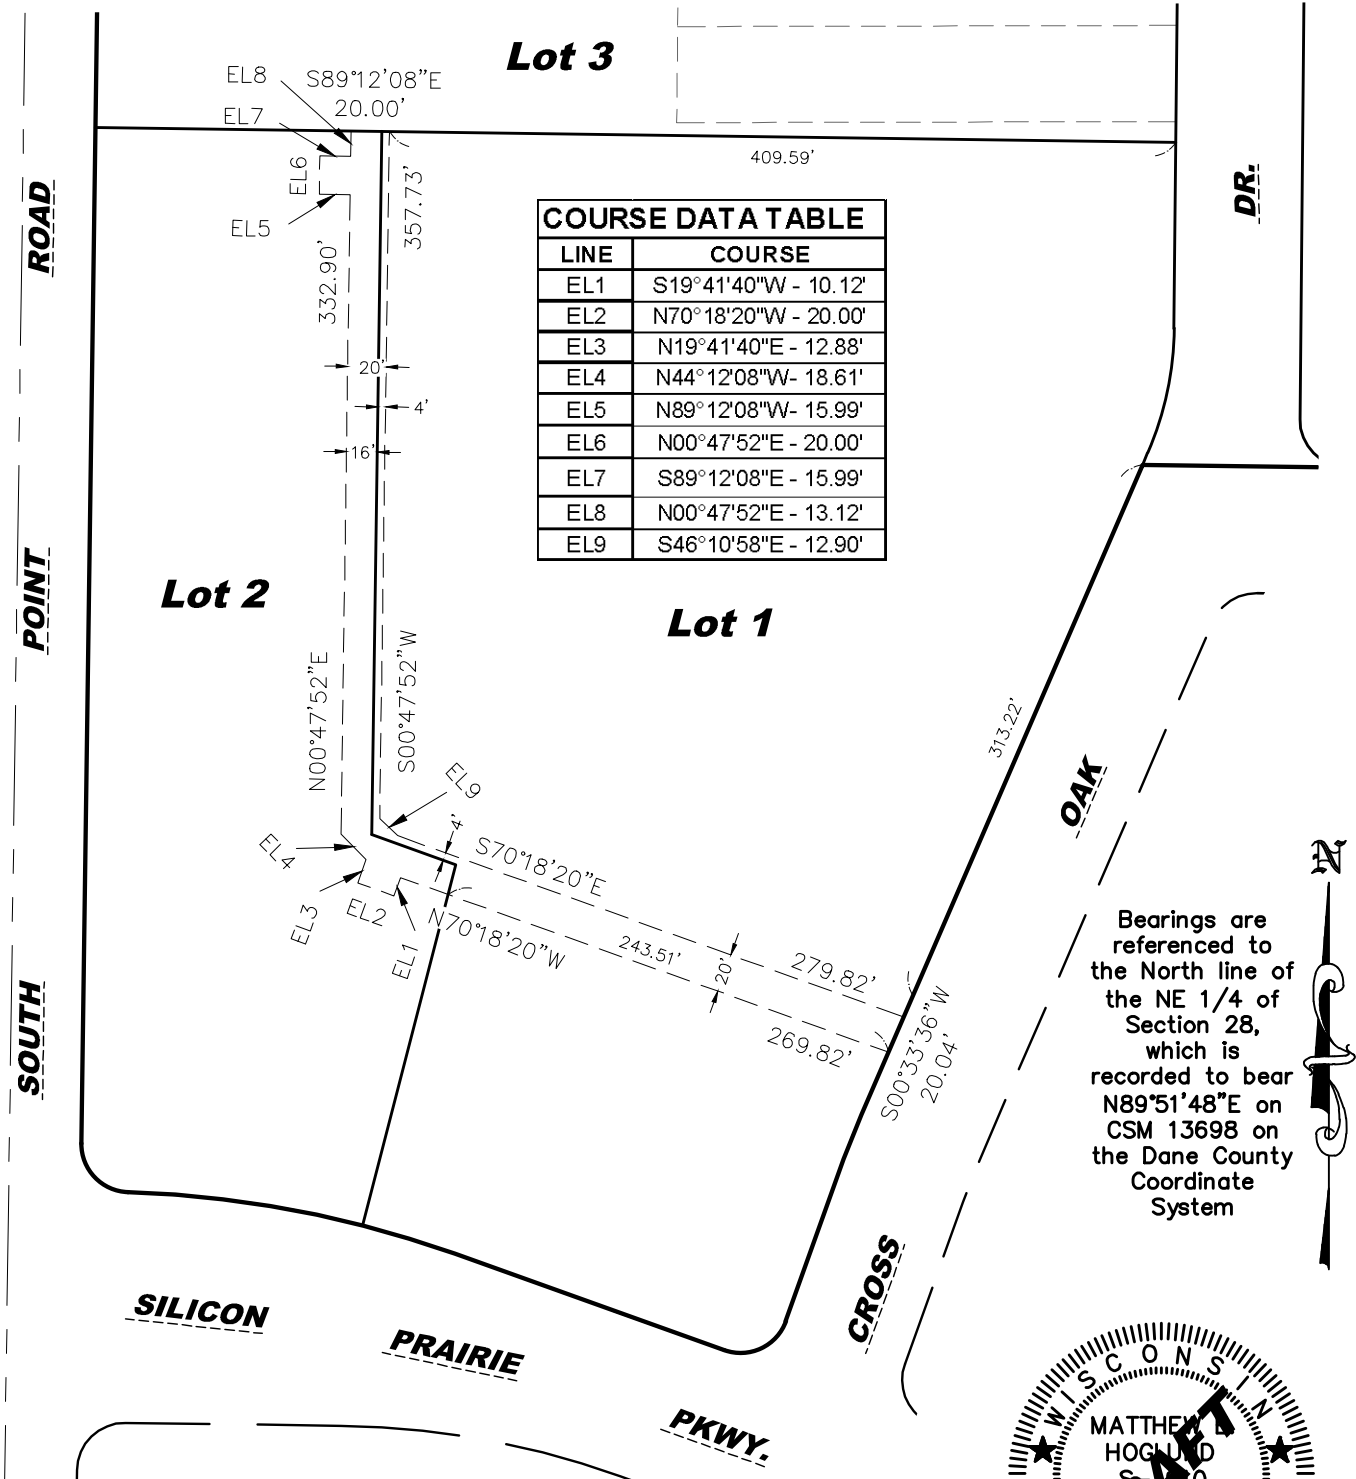 Lot 3
EL8
S89°12'08"E
20.00'
EL7
EL6
EL5
409.59'
357.73'
332.90'
ROAD
DR.
COURSE DATA TABLE
LINE COURSE
EL1 S19°41'40"W - 10.12'
EL2 N70°18'20"W - 20.00'
EL3 N19°41'40"E - 12.88'
EL4 N44°12'08"W- 18.61'
EL5 N89°12'08"W- 15.99'
EL6 N00°47'52"E - 20.00'
EL7 S89°12'08"E - 15.99'
EL8 N00°47'52"E - 13.12'
EL9 S46°10'58"E - 12.90'
20'
4'
16'
POINT
Lot 2
Lot 1
N00°47'52"E
S00°47'52"W
313.22'
OAK
EL9
4'
EL4
S70°18'20"E
EL3
EL2
EL1
N70°18'20"W
243.51'
20'
279.82'
269.82'
S00°33'36"W
20.04'
SOUTH
N
Bearings are
referenced to
the North line of
the NE 1/4 of
Section 28,
which is
recorded to bear
N89°51'48"E on
CSM 13698 on
the Dane County
Coordinate
System
CROSS
SILICON
PRAIRIE
PKWY.
WISCONSIN
MATTHEW
HOGLUND